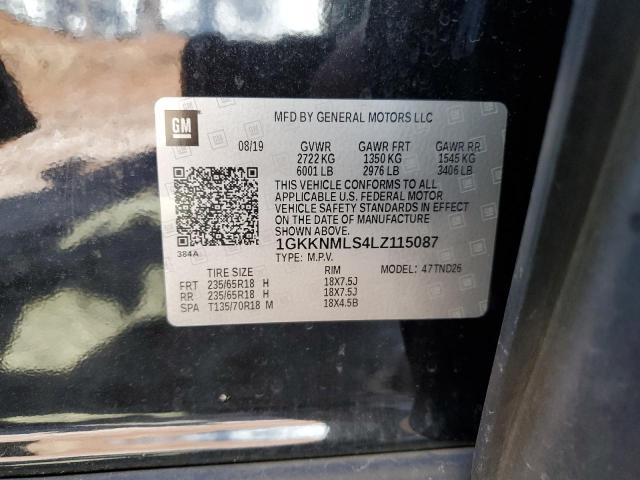 GM
MFD BY GENERAL MOTORS LLC
08/19 GVWR GAWR FRT GAWR RR
2722 KG 1350 KG 1545 KG
6001 LB 2976 LB 3406 LB
THIS VEHICLE CONFORMS TO ALL
APPLICABLE U.S. FEDERAL MOTOR
VEHICLE SAFETY STANDARDS IN EFFECT
ON THE DATE OF MANUFACTURE
SHOWN ABOVE.
384A 1GKKNMLS4LZ115087
TYPE: M.P.V. MODEL: 47TND26
TIRE SIZE RIM
FRT 235/65R18 H 18X7.5J
RR 235/65R18 H 18X7.5J
SPA T135/70R18 M 18X4.5B